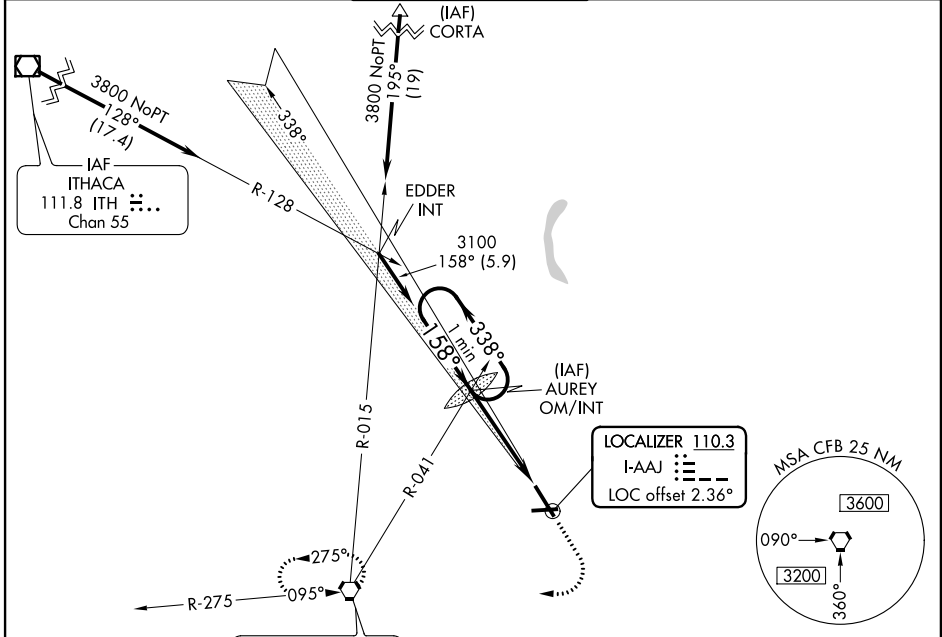 (IAF)
CORTA
3800 NoPT
195°
(19)
3800 NoPT
128°
(17.4)
338°
IAF
ITHACA
111.8 ITH
Chan 55
R-128
EDDER
INT
3100
158° (5.9)
158°
1 min
338°
(IAF)
AUREY
OM/INT
R-015
R-041
LOCALIZER 110.3
I-AAJ
LOC offset 2.36°
MSA CFB 25 NM
3600
090°
3200
360°
275°
095°
R-275